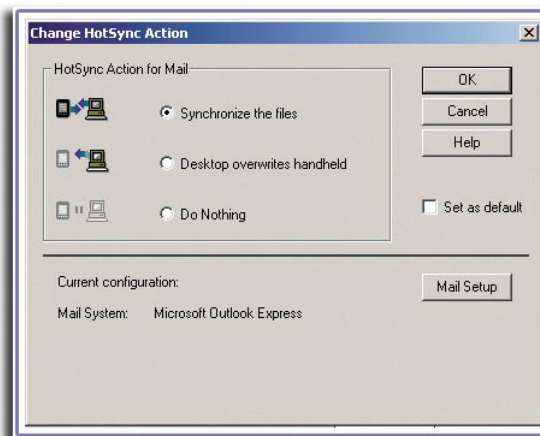 Change HotSync Action
HotSync Action for Mail
Synchronize the files
Desktop overwrites handheld
Do Nothing
OK
Cancel
Help
Set as default
Current configuration:
Mail Setup
Mail System: Microsoft Outlook Express